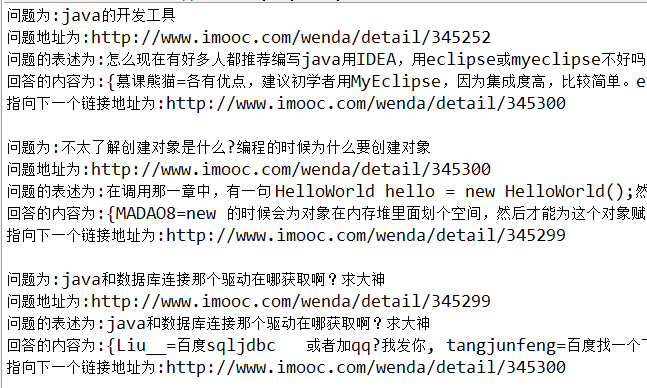 问题为:java的开发工具
问题地址为:http://www.imooc.com/wenda/detail/345252
问题的表述为:怎么现在有好多人都推荐编写java用IDEA，用eclipse或myeclipse不好吗
回答的内容为:{慕课熊猫=各有优点，建议初学者用MyEclipse，因为集成度高，比较简单。e
指向下一个链接地址为:http://www.imooc.com/wenda/detail/345300
问题为:不太了解创建对象是什么?编程的时候为什么要创建对象
问题地址为:http://www.imooc.com/wenda/detail/345300
问题的表述为:在调用那一章中，有一句HelloWorld hello = new HelloWorld();然
回答的内容为:{MADAO8=new 的时候会为对象在内存堆里面划个空间，然后才能为这个对象赋
指向下一个链接地址为:http://www.imooc.com/wenda/detail/345299
问题为:java和数据库连接那个驱动在哪获取啊？求大神
问题地址为:http://www.imooc.com/wenda/detail/345299
问题的表述为:java和数据库连接那个驱动在哪获取啊？求大神
回答的内容为:{Liu__=百度sqljdbc 或者加qq?我发你, tangjunfeng=百度找一个下
指向下一个链接地址为:http://www.imooc.com/wenda/detail/345300